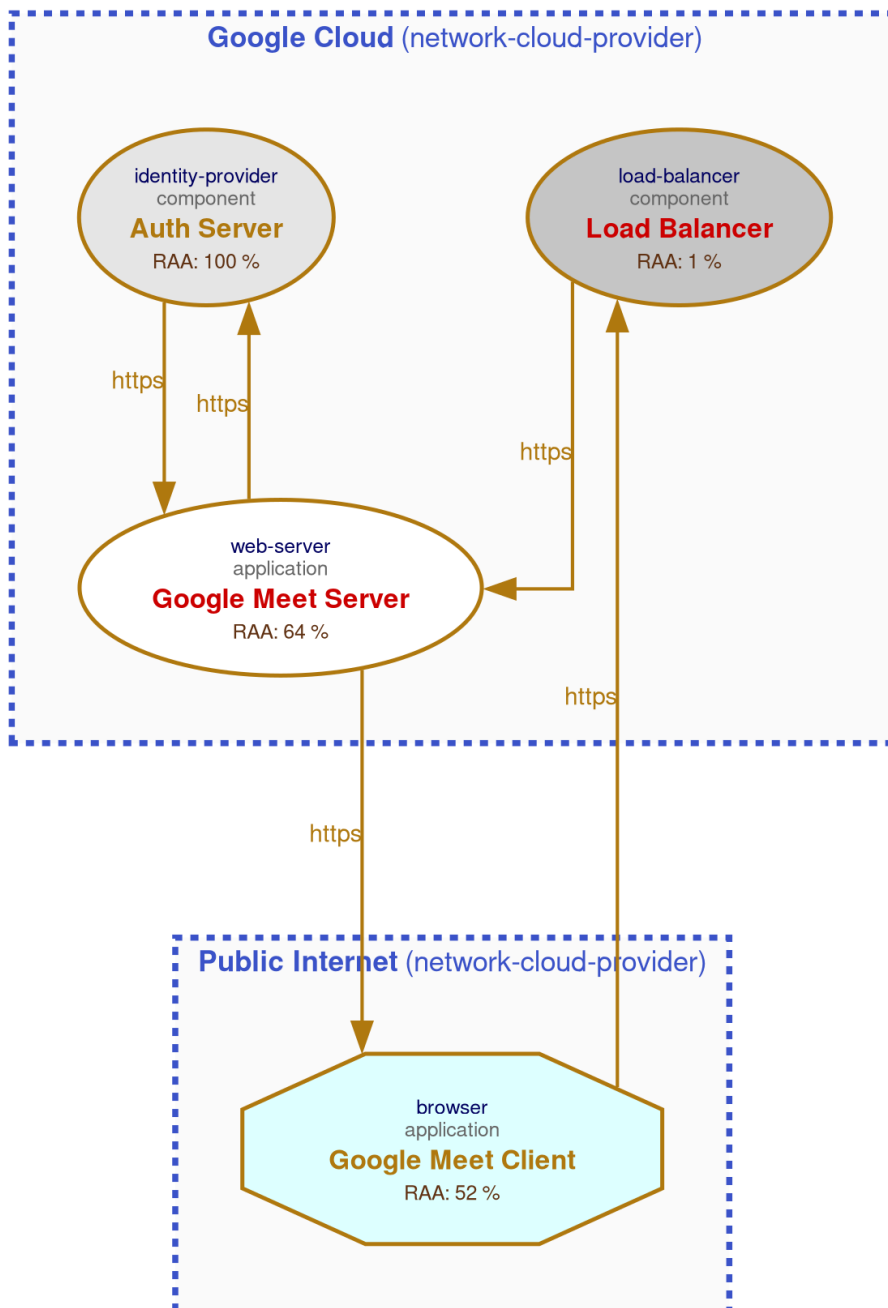 Google Cloud (network-cloud-provider)
identity-provider
component
Auth Server
RAA: 100 %
load-balancer
component
Load Balancer
RAA: 1 %
https
https
https
web-server
application
Google Meet Server
RAA: 64 %
https
https
Public Internet (network-cloud-provider)
browser
application
Google Meet Client
RAA: 52 %